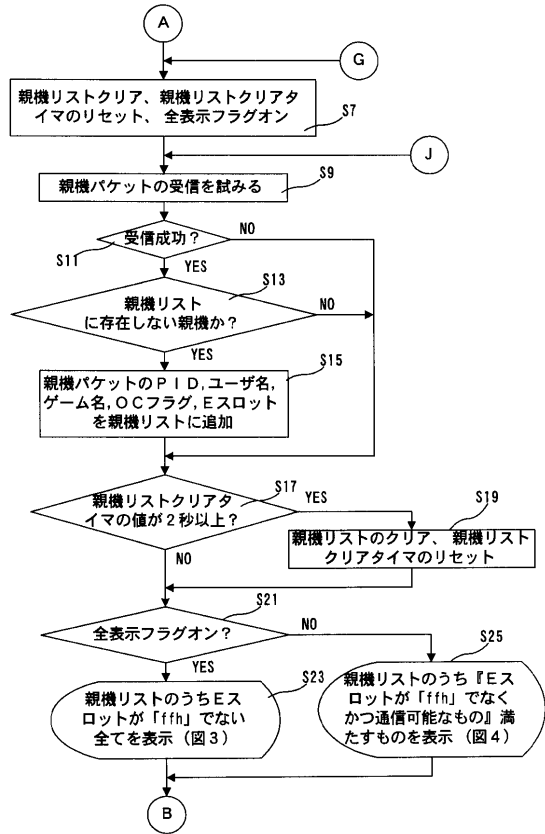 A
G
親機リストクリア、親機リストクリアタ
イマのリセット、全表示フラグオン
S7
J
親機パケットの受信を試みる
S9
受信成功？
NO
S11
YES
S13
親機リスト
に存在しない親機か？
NO
YES
S15
親機パケットのＰＩＤ，ユーザ名，
ゲーム名，ＯＣフラグ，Ｅスロット
を親機リストに追加
S17
親機リストクリアタ
イマの値が２秒以上？
YES
S19
親機リストのクリア、親機リスト
クリアタイマのリセット
NO
S21
全表示フラグオン？
NO
YES
S25
S23
親機リストのうちＥス
ロットが「ffh」でない
全てを表示（図３）
親機リストのうち『Ｅス
ロットが「ffh」でなく
かつ通信可能なもの』満
たすものを表示（図４）
B